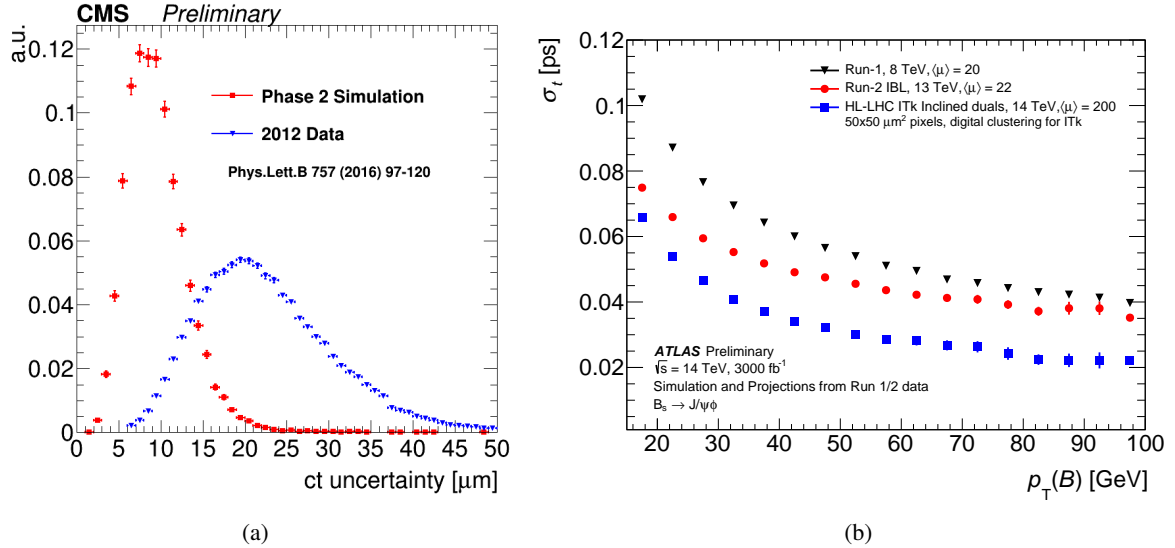 CMS Preliminary
a.u.
0.12
0.1
0.08
0.06
0.04
0.02
0
Phase 2 Simulation
2012 Data
Phys.Lett.B 757 (2016) 97-120
0 5 10 15 20 25 30 35 40 45 50
ct uncertainty [μm]
(a)
σt [ps]
0.12
0.1
0.08
0.06
0.04
0.02
Run-1, 8 TeV,⟨μ⟩ = 20
Run-2 IBL, 13 TeV,⟨μ⟩ = 22
HL-LHC ITk Inclined duals, 14 TeV,⟨μ⟩ = 200
50x50 μm² pixels, digital clustering for ITk
ATLAS Preliminary
√s = 14 TeV, 3000 fb⁻¹
Simulation and Projections from Run 1/2 data
Bs → J/ψϕ
20 30 40 50 60 70 80 90 100
pT(B) [GeV]
(b)